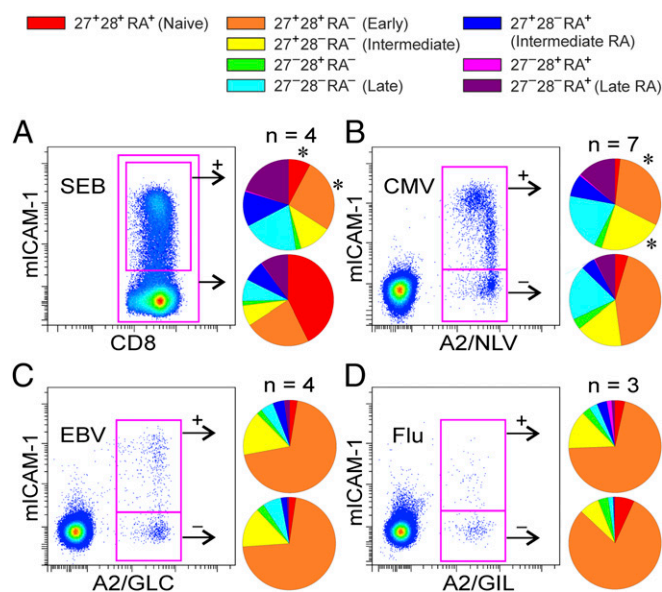 27⁺28⁺RA⁺ (Naive)
27⁺28⁺RA⁻ (Early)
27⁺28⁻RA⁻ (Intermediate)
27⁻28⁺RA⁻
27⁻28⁻RA⁻ (Late)
27⁺28⁻RA⁺
(Intermediate RA)
27⁻28⁺RA⁺
27⁻28⁻RA⁺ (Late RA)
A
mICAM-1
SEB
+
CD8
n = 4
*
*
B
mICAM-1
CMV
+
−
A2/NLV
n = 7
*
*
C
mICAM-1
EBV
+
−
A2/GLC
n = 4
D
mICAM-1
Flu
+
−
A2/GIL
n = 3